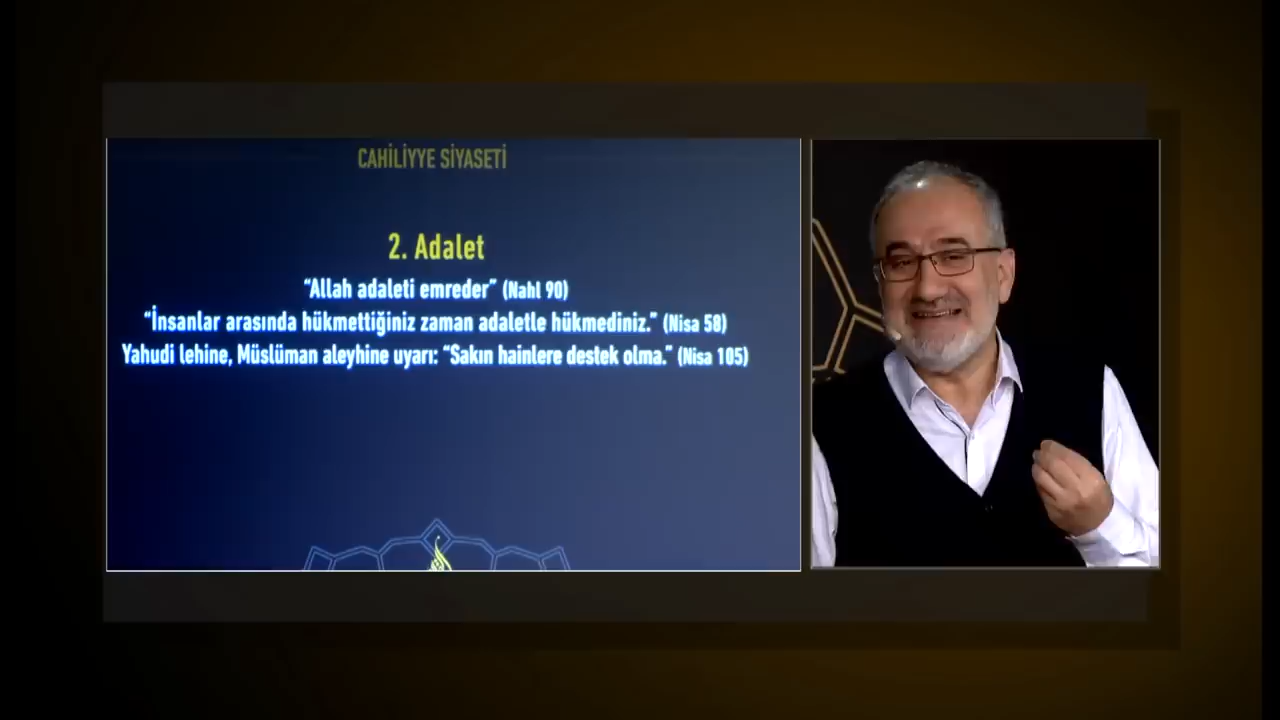 CAHİLİYYE SİYASETİ
2. Adalet
“Allah adaleti emreder” (Nahl 90)
“İnsanlar arasında hükmettiğiniz zaman adaletle hükmediniz.” (Nisa 58)
Yahudi lehine, Müslüman aleyhine uyarı: “Sakın hainlere destek olma.” (Nisa 105)